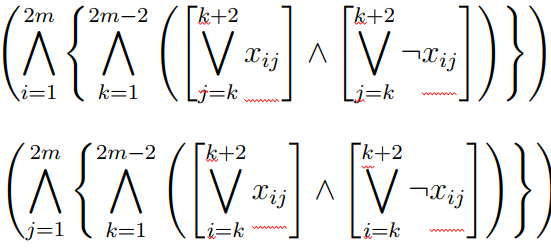 (⋀_{i=1}^{2m} {⋀_{k=1}^{2m−2} ([⋁_{j=k}^{k+2} x_{ij}] ∧ [⋁_{j=k}^{k+2} ¬x_{ij}])})
(⋀_{j=1}^{2m} {⋀_{k=1}^{2m−2} ([⋁_{i=k}^{k+2} x_{ij}] ∧ [⋁_{i=k}^{k+2} ¬x_{ij}])})